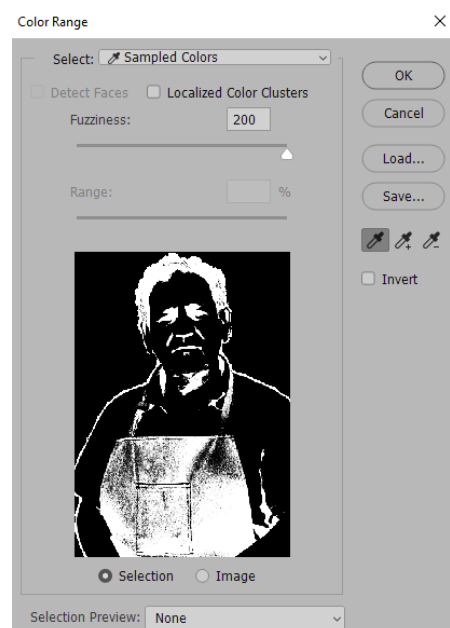 Color Range
Select: Sampled Colors
OK
Detect Faces Localized Color Clusters
Fuzziness: 200
Cancel
Load...
Range: %
Save...
Invert
Selection Image
Selection Preview: None